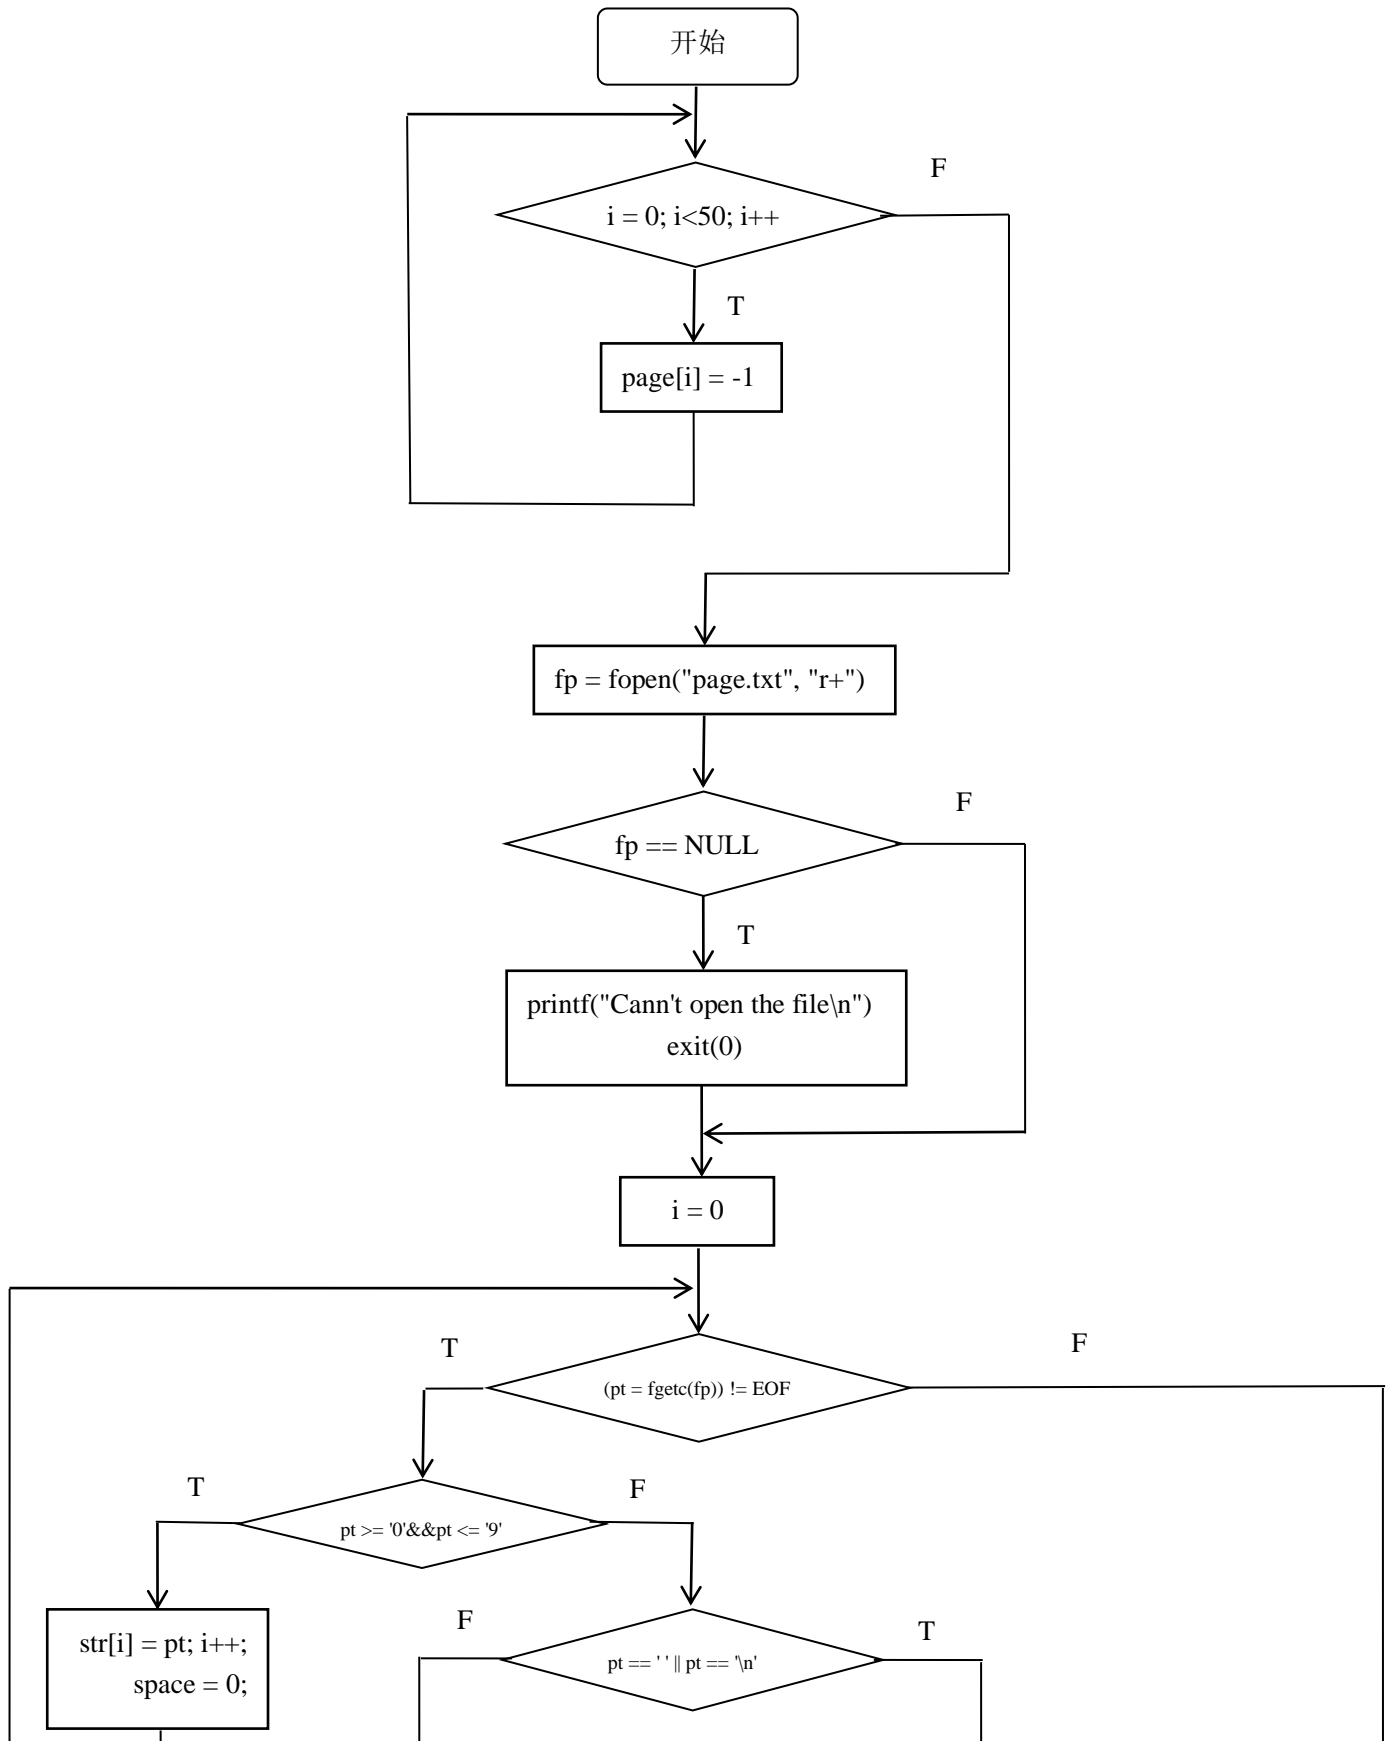 开始
F
i = 0; i<50; i++
T
page[i] = -1
fp = fopen("page.txt", "r+")
F
fp == NULL
T
printf("Cann't open the file\n")
exit(0)
i = 0
T
F
(pt = fgetc(fp)) != EOF
T
F
pt >= '0'&&pt <= '9'
str[i] = pt; i++;
space = 0;
F
T
pt == ' ' || pt == '\n'